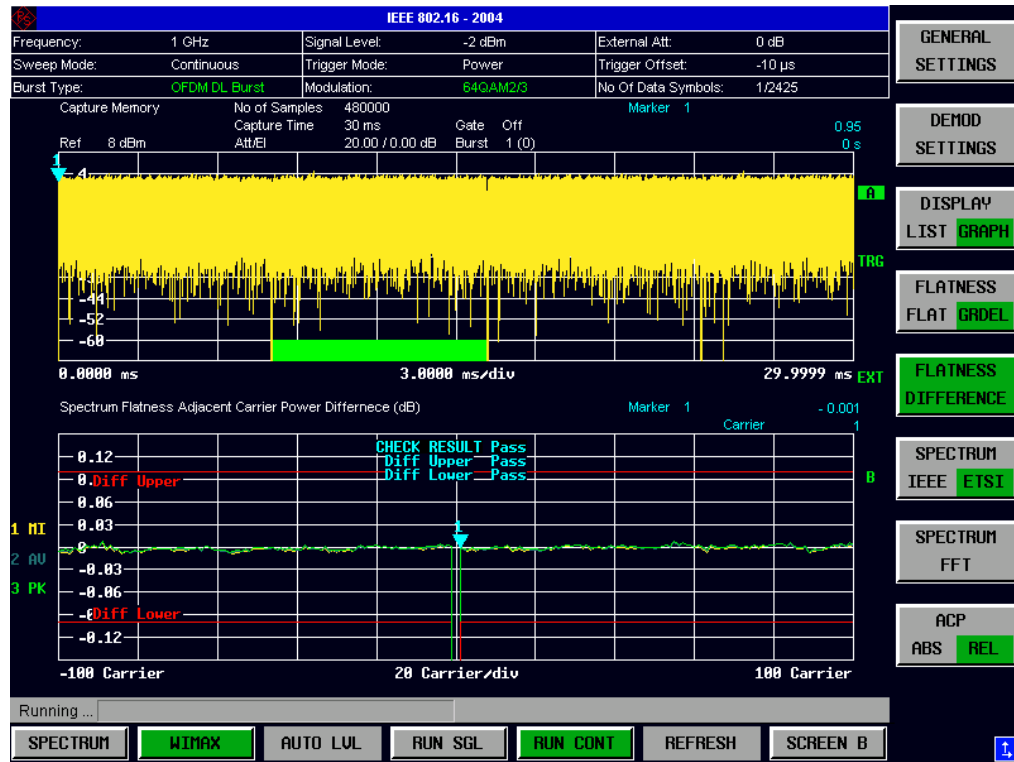 IEEE 802.16 - 2004
Frequency: 1 GHz Signal Level: -2 dBm External Att: 0 dB
Sweep Mode: Continuous Trigger Mode: Power Trigger Offset: -10 µs
Burst Type: OFDM DL Burst Modulation: 64QAM2/3 No Of Data Symbols: 1/2425
Capture Memory No of Samples 480000 Marker 1
Capture Time 30 ms Gate Off 0.95
Ref 8 dBm Att/El 20.00 / 0.00 dB Burst 1 (0) 0 s
1
-4
A
TRG
-44
-52
-60
0.0000 ms 3.0000 ms/div 29.9999 ms
EXT
Spectrum Flatness Adjacent Carrier Power Differnece (dB) Marker 1 - 0.001
Carrier 1
CHECK RESULT Pass
0.12 Diff Upper Pass
0. Diff Upper Diff Lower Pass
B
0.06
1 MI 0.03 1
2 AV 0
-0.03
3 PK -0.06
Diff Lower
-0.12
-100 Carrier 20 Carrier/div 100 Carrier
Running ...
SPECTRUM WIMAX AUTO LVL RUN SGL RUN CONT REFRESH SCREEN B
GENERAL
SETTINGS
DEMOD
SETTINGS
DISPLAY
LIST GRAPH
FLATNESS
FLAT GRDEL
FLATNESS
DIFFERENCE
SPECTRUM
IEEE ETSI
SPECTRUM
FFT
ACP
ABS REL